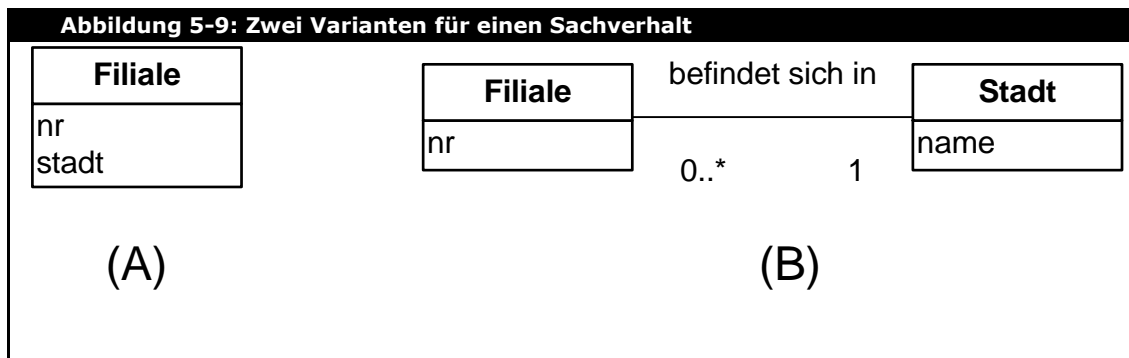 Abbildung 5-9: Zwei Varianten für einen Sachverhalt
Filiale
nr
stadt
(A)
Filiale
nr
befindet sich in
0..* 1
Stadt
name
(B)